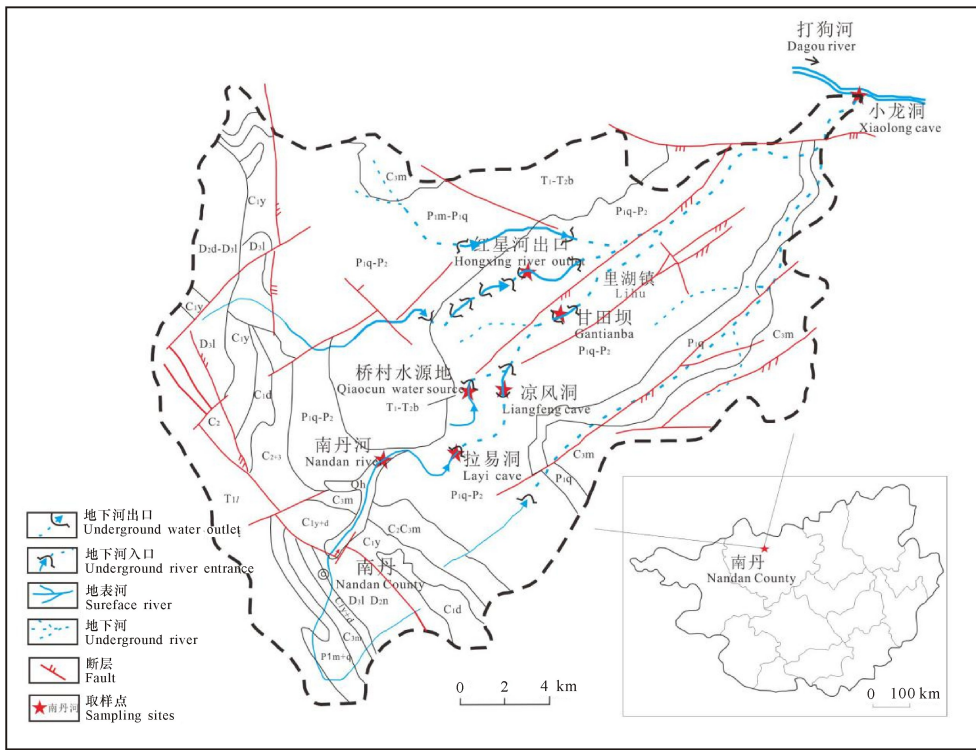 打狗河
Dagou river
小龙洞
Xiaolong cave
C3m
T1-T2b
C1y
P1q-P2
P1m-P1q
D2d-D3l
D3l
红星河出口
Hongxing river outlet
P1q-P2
里湖镇
Lihu
C1y
甘田坝
Gantianba
D3l
C1y
P1q-P2
P1q
C3m
桥村水源地
Qiaocun water source
凉风洞
Liangfeng cave
C1d
T1-T2b
P1q-P2
C2
南丹河
Nandan river
拉易洞
Layi cave
C2+3
C3m
P1q
Qh
P1q-P2
T1l
C3m
C1y+d
C2C3m
C1y
南丹
Nandan County
D3l D2n
C1y+d
C1d
C3m
P1m+q
地下河出口
Underground water outlet
地下河入口
Underground river entrance
地表河
Sureface river
地下河
Underground river
断层
Fault
南丹河
取样点
Sampling sites
0 2 4 km
南丹
Nandan County
0 100 km